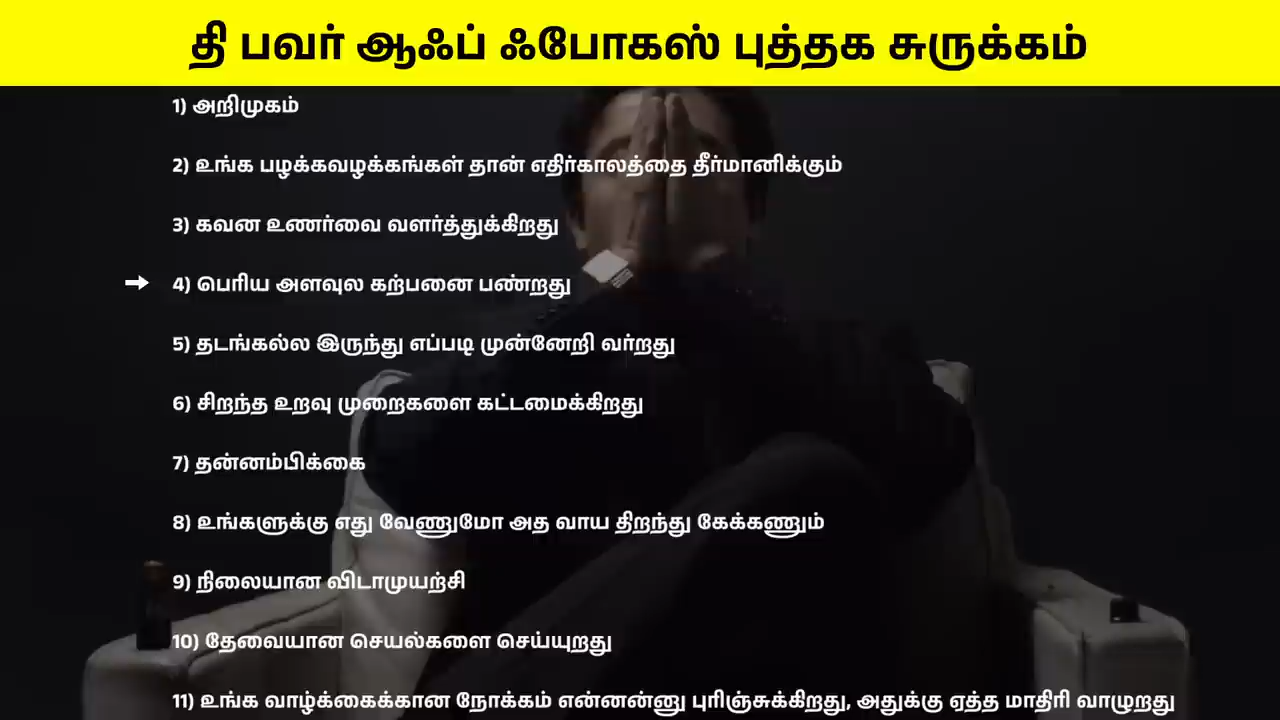 தி பவர் ஆஃப் ஃபோகஸ் புத்தக சுருக்கம்
1) அறிமுகம்
2) உங்க பழக்கவழக்கங்கள் தான் எதிர்காலத்தை தீர்மானிக்கும்
3) கவன உணர்வை வளர்த்துக்கிறது
4) பெரிய அளவுல கற்பனை பண்றது
5) தடங்கல்ல இருந்து எப்படி முன்னேறி வர்றது
6) சிறந்த உறவு முறைகளை கட்டமைக்கிறது
7) தன்னம்பிக்கை
8) உங்களுக்கு எது வேணுமோ அத வாய திறந்து கேக்கணும்
9) நிலையான விடாமுயற்சி
10) தேவையான செயல்களை செய்யுறது
11) உங்க வாழ்க்கைக்கான நோக்கம் என்னன்னு புரிஞ்சுக்கிறது, அதுக்கு ஏத்த மாதிரி வாழுறது